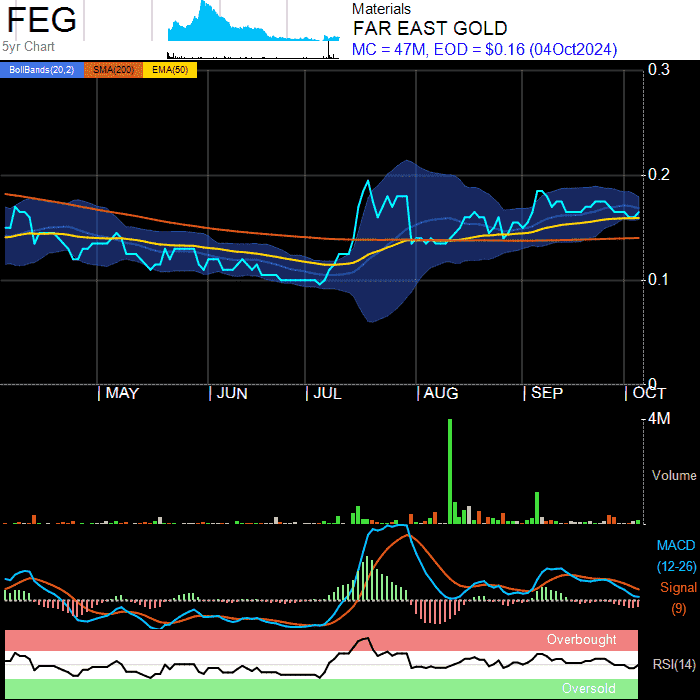 FEG
5yr Chart
Materials
FAR EAST GOLD
MC = 47M, EOD = $0.16 (04Oct2024)
BollBands(20,2) SMA(200) EMA(50)
0.3
0.2
0.1
0
MAY JUN JUL AUG SEP OCT
4M
Volume
MACD
(12-26)
Signal
(9)
Overbought
RSI(14)
Oversold